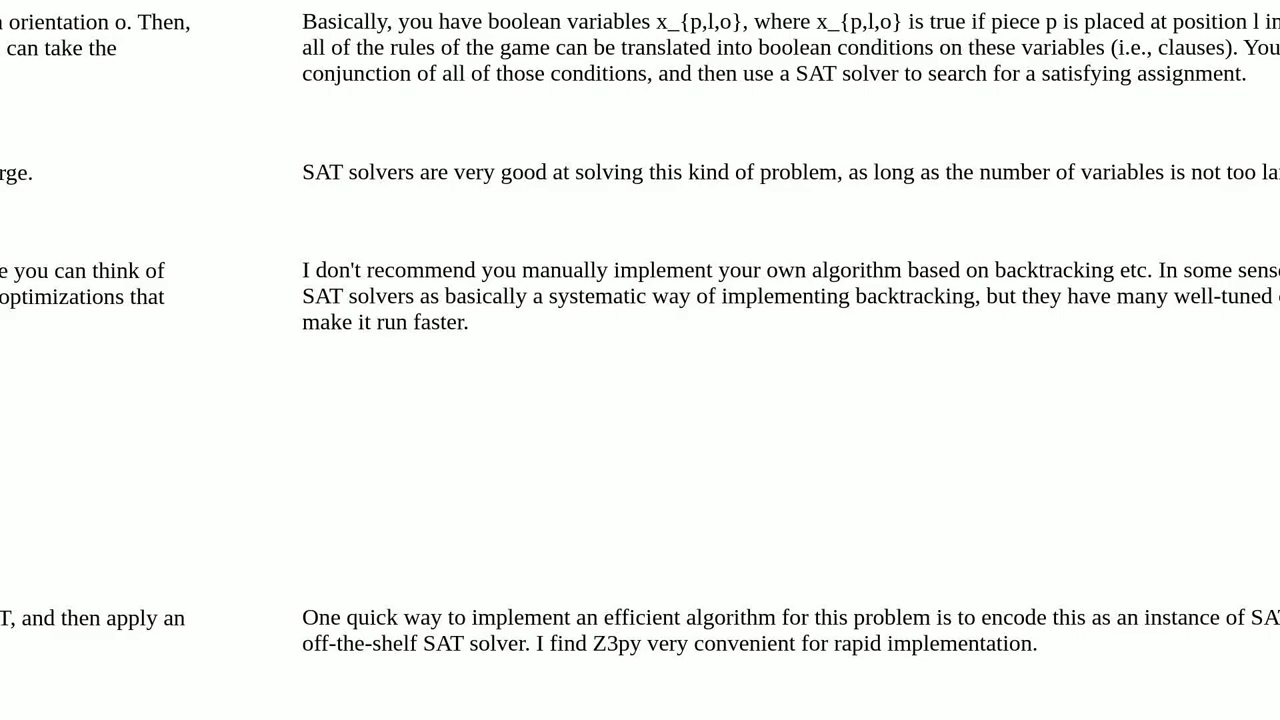 n orientation o. Then,
can take the
rge.
e you can think of
optimizations that
T, and then apply an
Basically, you have boolean variables x_{p,l,o}, where x_{p,l,o} is true if piece p is placed at position l in
all of the rules of the game can be translated into boolean conditions on these variables (i.e., clauses). You
conjunction of all of those conditions, and then use a SAT solver to search for a satisfying assignment.
SAT solvers are very good at solving this kind of problem, as long as the number of variables is not too la
I don't recommend you manually implement your own algorithm based on backtracking etc. In some sens
SAT solvers as basically a systematic way of implementing backtracking, but they have many well-tuned
make it run faster.
One quick way to implement an efficient algorithm for this problem is to encode this as an instance of SA
off-the-shelf SAT solver. I find Z3py very convenient for rapid implementation.